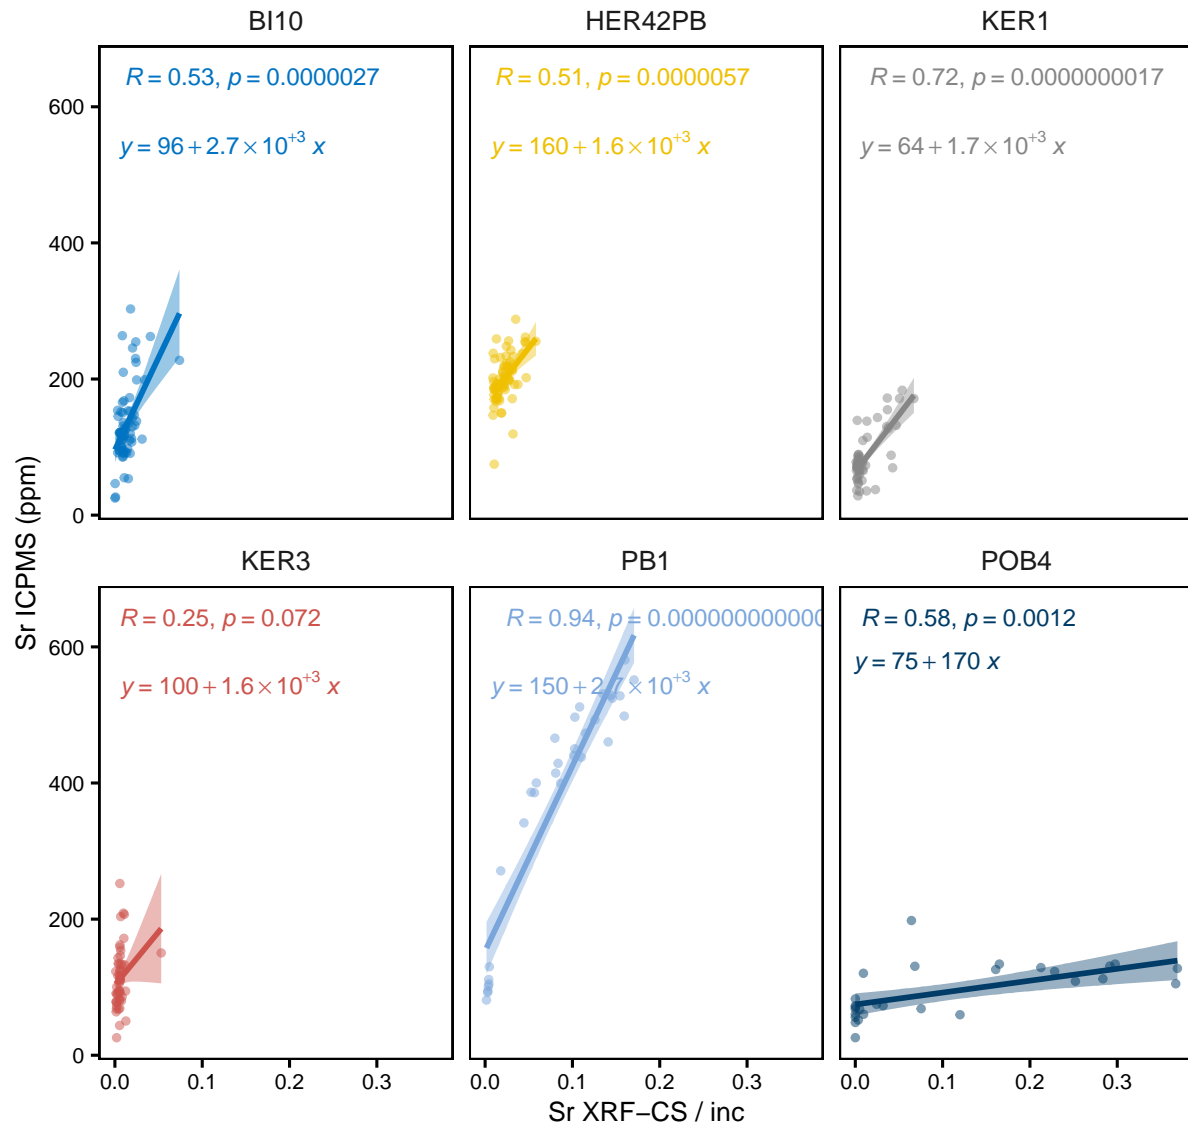 BI10 HER42PB KER1
R = 0.53, p = 0.0000027 R = 0.51, p = 0.0000057 R = 0.72, p = 0.0000000017
y = 96 + 2.7 × 10⁺³ x y = 160 + 1.6 × 10⁺³ x y = 64 + 1.7 × 10⁺³ x
600
400
200
0
Sr ICPMS (ppm)
KER3 PB1 POB4
R = 0.25, p = 0.072 R = 0.94, p = 0.000000000000 R = 0.58, p = 0.0012
y = 100 + 1.6 × 10⁺³ x y = 150 + 2.7 × 10⁺³ x y = 75 + 170 x
600
400
200
0
0.0 0.1 0.2 0.3 0.0 0.1 0.2 0.3 0.0 0.1 0.2 0.3
Sr XRF−CS / inc